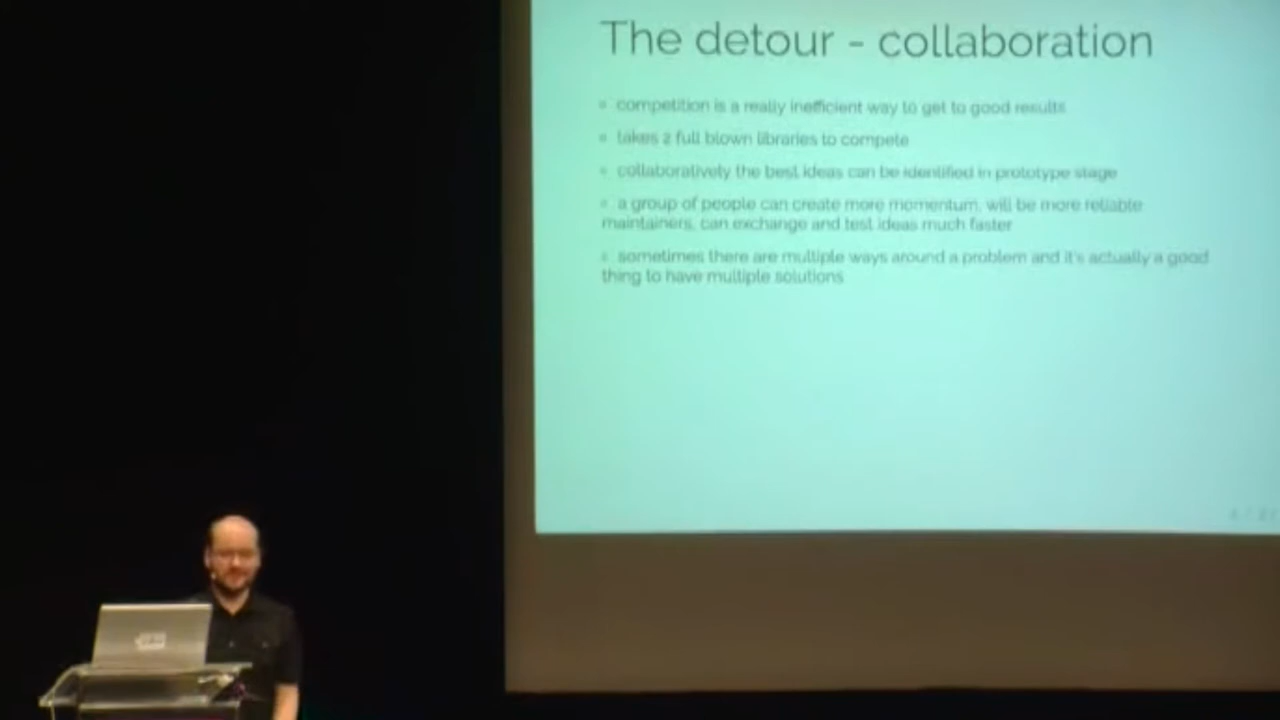 The detour - collaboration
competition is a really inefficient way to get to good results
takes 2 full blown libraries to compete
collaboratively the best ideas can be identified in prototype stage
a group of people can create more momentum, will be more reliable
maintainers, can exchange and test ideas much faster
sometimes there are multiple ways around a problem and it's actually a good
thing to have multiple solutions